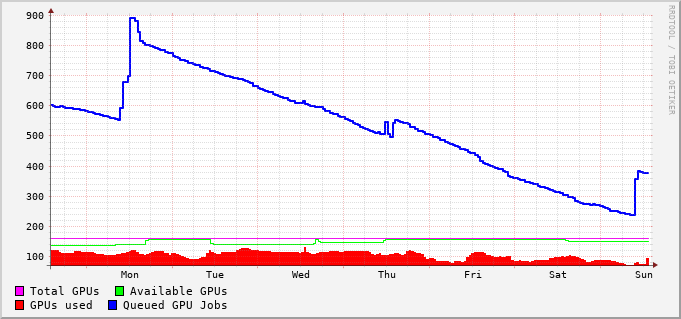 900
800
700
600
500
400
300
200
100
Mon Tue Wed Thu Fri Sat Sun
Total GPUs Available GPUs
GPUs used Queued GPU Jobs
RRDTOOL / TOBI OETIKER